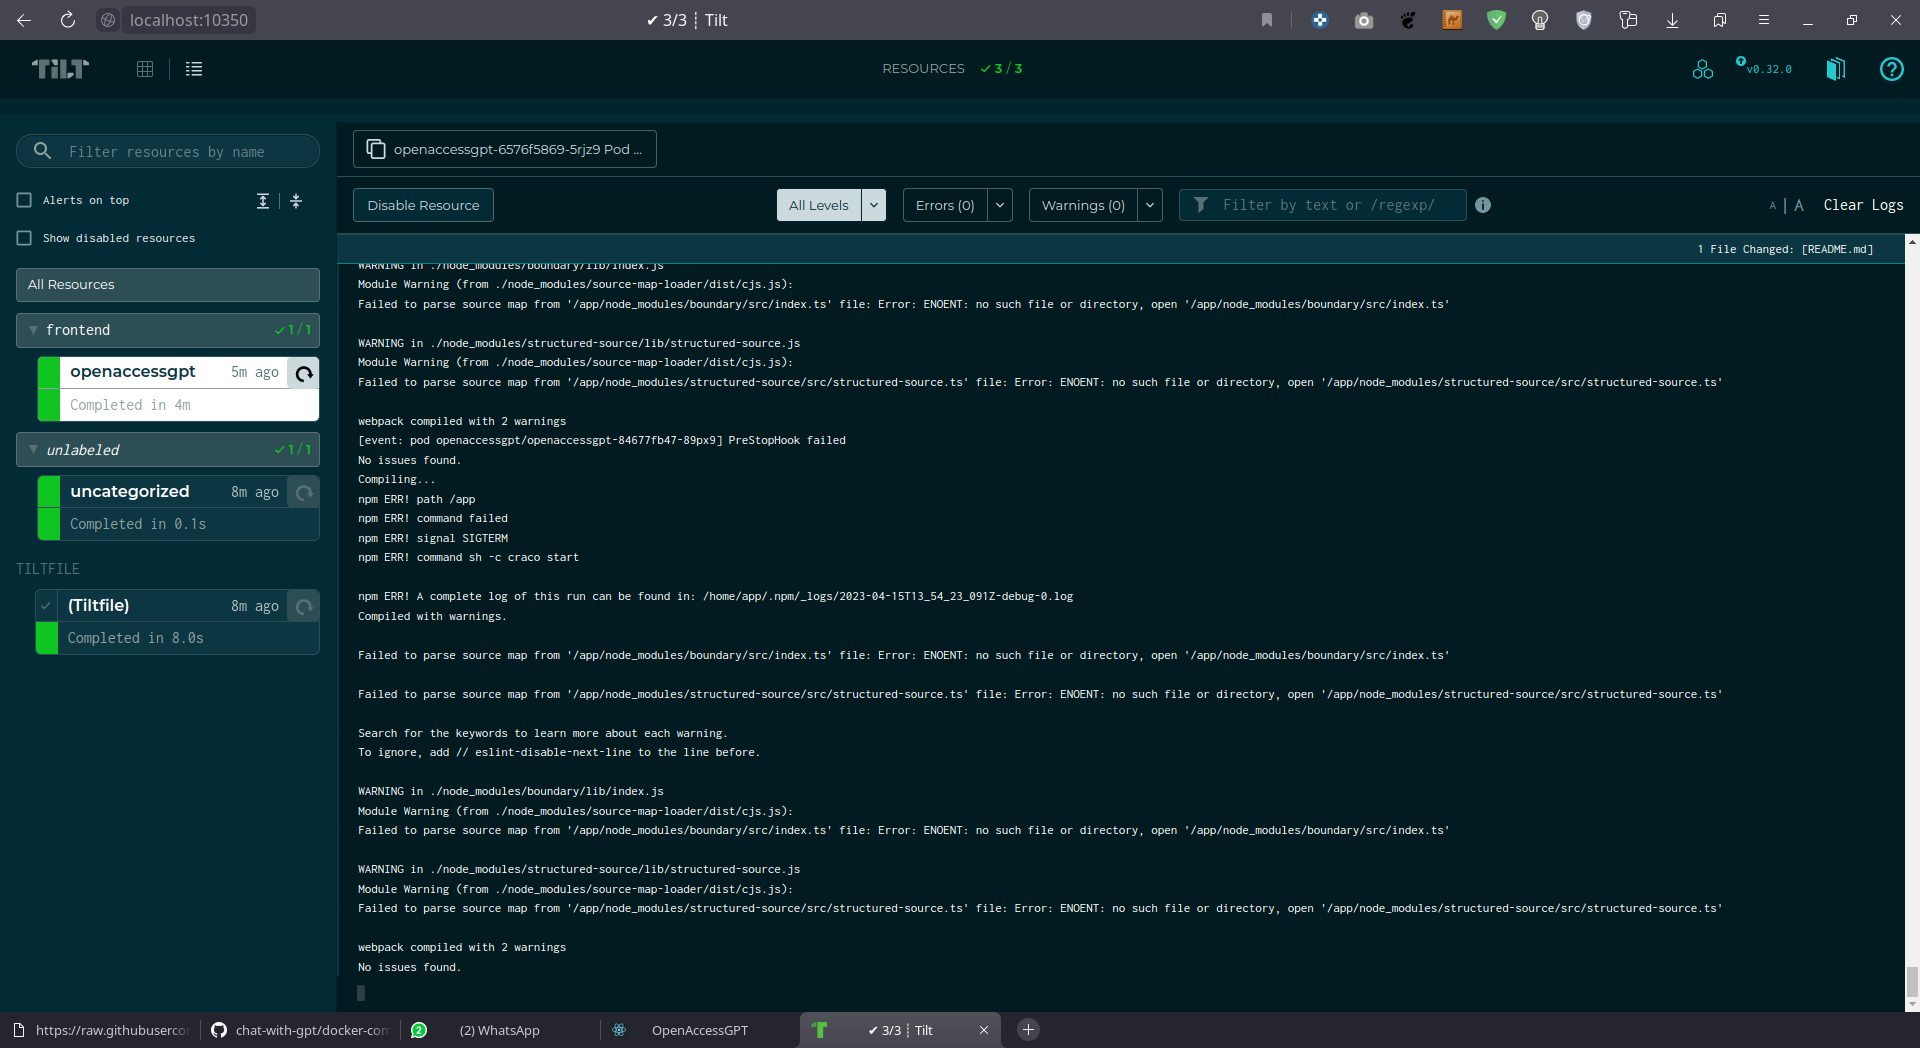 localhost:10350
✔ 3/3 ┊ Tilt
TILT
RESOURCES ✓ 3 / 3
v0.32.0
Filter resources by name
Alerts on top
Show disabled resources
All Resources
frontend ✓ 1 / 1
openaccessgpt 5m ago
Completed in 4m
unlabeled ✓ 1 / 1
uncategorized 8m ago
Completed in 0.1s
TILTFILE
(Tiltfile) 8m ago
Completed in 8.0s
openaccessgpt-6576f5869-5rjz9 Pod ...
Disable Resource
All Levels
Errors (0)
Warnings (0)
Filter by text or /regexp/
A | A
Clear Logs
1 File Changed: [README.md]
WARNING in ./node_modules/boundary/lib/index.js
Module Warning (from ./node_modules/source-map-loader/dist/cjs.js):
Failed to parse source map from '/app/node_modules/boundary/src/index.ts' file: Error: ENOENT: no such file or directory, open '/app/node_modules/boundary/src/index.ts'
WARNING in ./node_modules/structured-source/lib/structured-source.js
Module Warning (from ./node_modules/source-map-loader/dist/cjs.js):
Failed to parse source map from '/app/node_modules/structured-source/src/structured-source.ts' file: Error: ENOENT: no such file or directory, open '/app/node_modules/structured-source/src/structured-source.ts'
webpack compiled with 2 warnings
[event: pod openaccessgpt/openaccessgpt-84677fb47-89px9] PreStopHook failed
No issues found.
Compiling...
npm ERR! path /app
npm ERR! command failed
npm ERR! signal SIGTERM
npm ERR! command sh -c craco start
npm ERR! A complete log of this run can be found in: /home/app/.npm/_logs/2023-04-15T13_54_23_091Z-debug-0.log
Compiled with warnings.
Failed to parse source map from '/app/node_modules/boundary/src/index.ts' file: Error: ENOENT: no such file or directory, open '/app/node_modules/boundary/src/index.ts'
Failed to parse source map from '/app/node_modules/structured-source/src/structured-source.ts' file: Error: ENOENT: no such file or directory, open '/app/node_modules/structured-source/src/structured-source.ts'
Search for the keywords to learn more about each warning.
To ignore, add // eslint-disable-next-line to the line before.
WARNING in ./node_modules/boundary/lib/index.js
Module Warning (from ./node_modules/source-map-loader/dist/cjs.js):
Failed to parse source map from '/app/node_modules/boundary/src/index.ts' file: Error: ENOENT: no such file or directory, open '/app/node_modules/boundary/src/index.ts'
WARNING in ./node_modules/structured-source/lib/structured-source.js
Module Warning (from ./node_modules/source-map-loader/dist/cjs.js):
Failed to parse source map from '/app/node_modules/structured-source/src/structured-source.ts' file: Error: ENOENT: no such file or directory, open '/app/node_modules/structured-source/src/structured-source.ts'
webpack compiled with 2 warnings
No issues found.
https://raw.githubusercor
chat-with-gpt/docker-com
2
(2) WhatsApp
OpenAccessGPT
✔ 3/3 ┊ Tilt